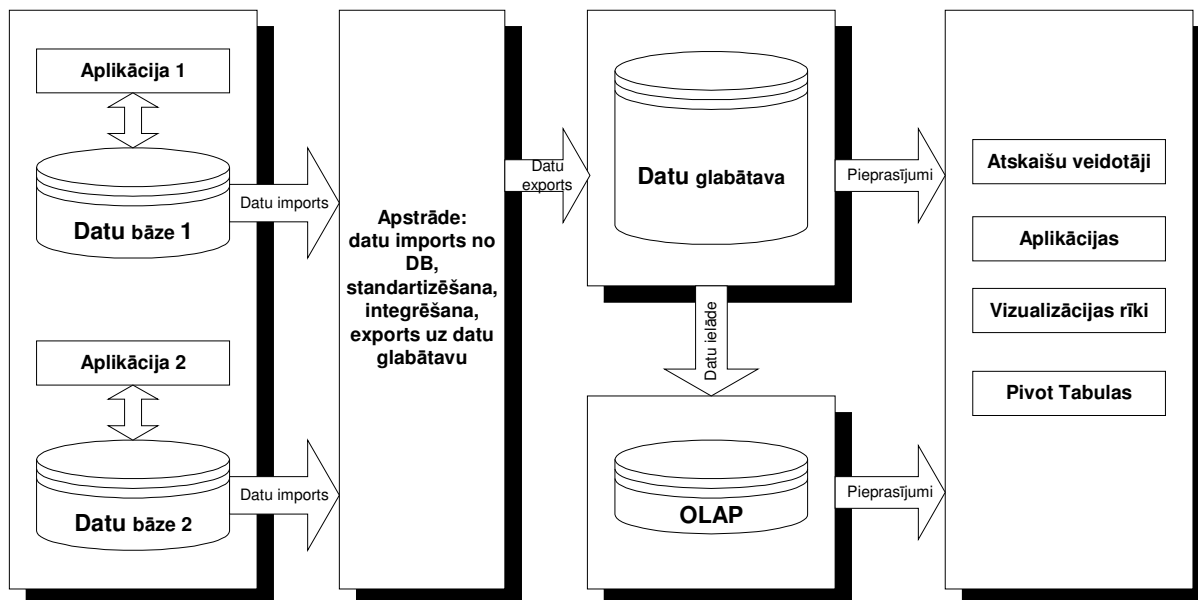 Aplikācija 1
Datu bāze 1
Aplikācija 2
Datu bāze 2
Datu imports
Datu imports
Apstrāde:
datu imports no
DB,
standartizēšana,
integrēšana,
exports uz datu
glabātavu
Datu
exports
Datu glabātava
Datu ielāde
OLAP
Pieprasījumi
Pieprasījumi
Atskaišu veidotāji
Aplikācijas
Vizualizācijas rīki
Pivot Tabulas